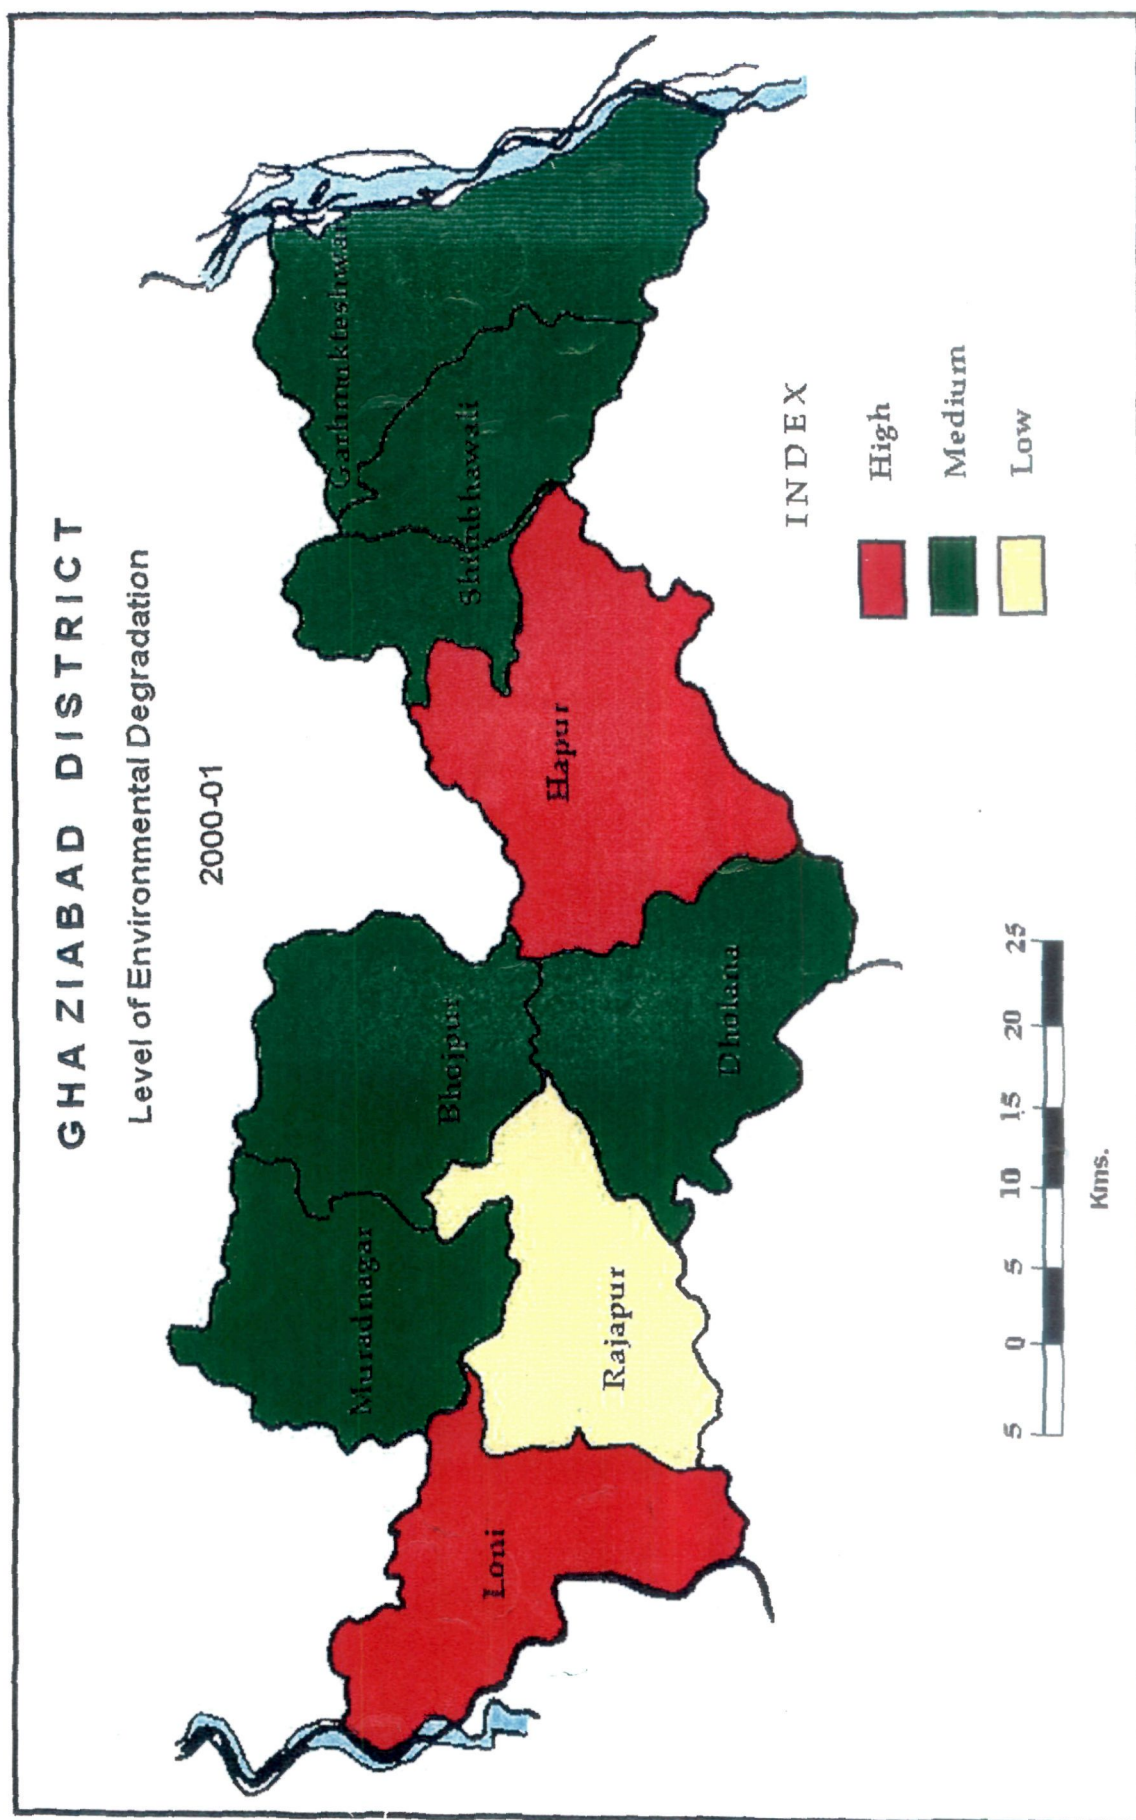 GHAZIABAD DISTRICT
Level of Environmental Degradation
2000-01
Garhmukteshwar
Shimbhawali
Hapur
Bhojpur
Muradnagar
Dholana
Rajapur
Loni
INDEX
High
Medium
Low
5 0 5 10 15 20 25
Kms.